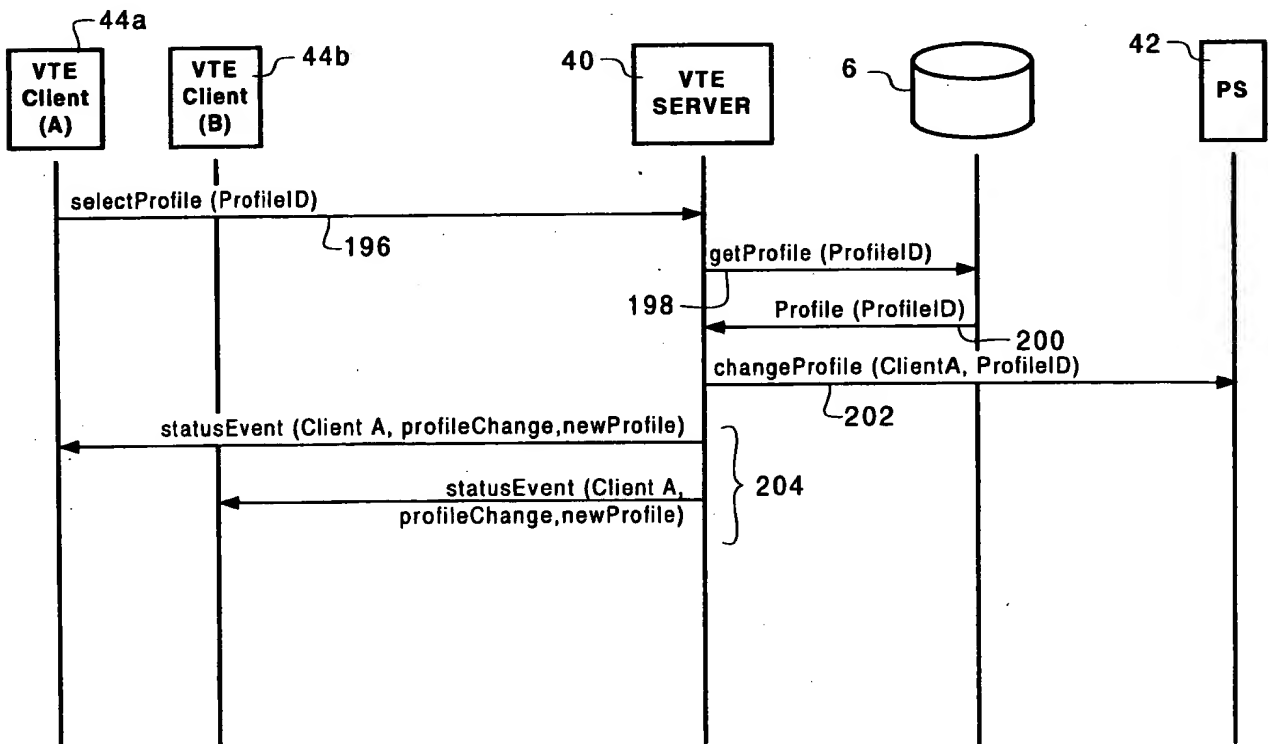 44a
VTE
Client
(A)
VTE
Client
(B)
44b
40
VTE
SERVER
6
42
PS
selectProfile (ProfileID)
196
getProfile (ProfileID)
198
Profile (ProfileID)
200
changeProfile (ClientA, ProfileID)
202
statusEvent (Client A, profileChange,newProfile)
statusEvent (Client A,
profileChange,newProfile)
204